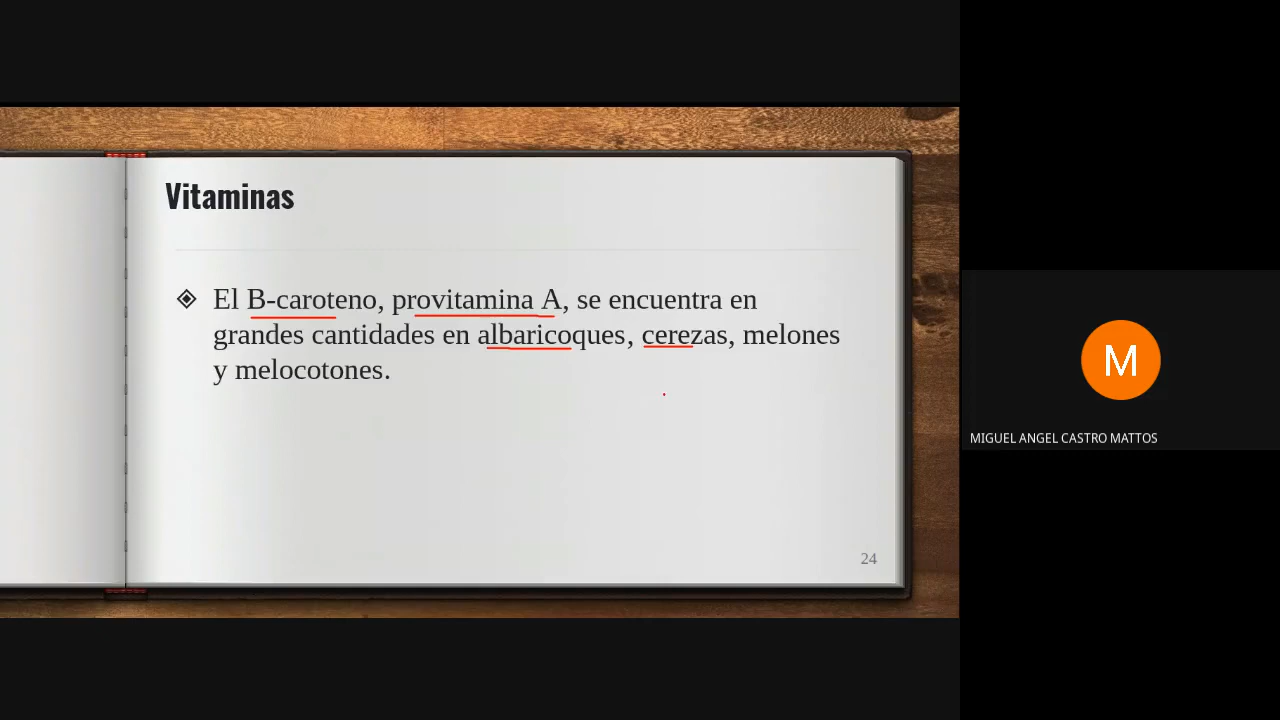 Vitaminas
El B-caroteno, provitamina A, se encuentra en
grandes cantidades en albaricoques, cerezas, melones
y melocotones.
24
M
MIGUEL ANGEL CASTRO MATTOS